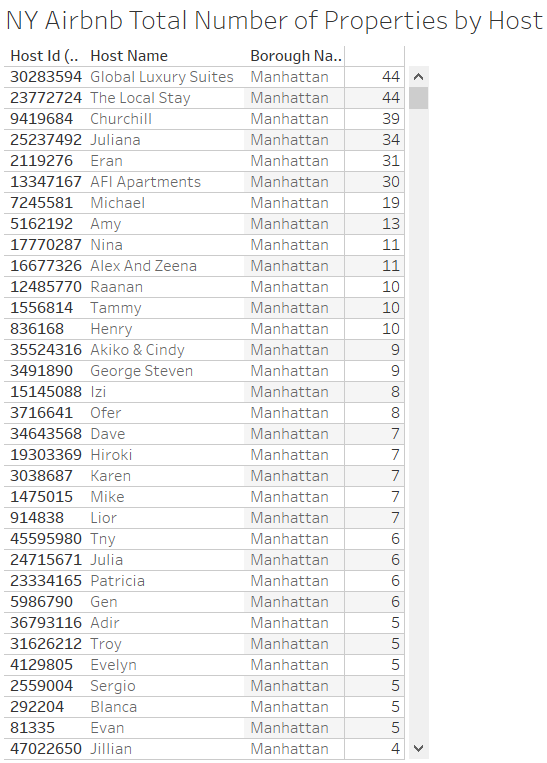 NY Airbnb Total Number of Properties by Host
Host Id (.. Host Name Borough Na..
30283594 Global Luxury Suites Manhattan 44
23772724 The Local Stay Manhattan 44
9419684 Churchill Manhattan 39
25237492 Juliana Manhattan 34
2119276 Eran Manhattan 31
13347167 AFI Apartments Manhattan 30
7245581 Michael Manhattan 19
5162192 Amy Manhattan 13
17770287 Nina Manhattan 11
16677326 Alex And Zeena Manhattan 11
12485770 Raanan Manhattan 10
1556814 Tammy Manhattan 10
836168 Henry Manhattan 10
35524316 Akiko & Cindy Manhattan 9
3491890 George Steven Manhattan 9
15145088 Izi Manhattan 8
3716641 Ofer Manhattan 8
34643568 Dave Manhattan 7
19303369 Hiroki Manhattan 7
3038687 Karen Manhattan 7
1475015 Mike Manhattan 7
914838 Lior Manhattan 7
45595980 Tny Manhattan 6
24715671 Julia Manhattan 6
23334165 Patricia Manhattan 6
5986790 Gen Manhattan 6
36793116 Adir Manhattan 5
31626212 Troy Manhattan 5
4129805 Evelyn Manhattan 5
2559004 Sergio Manhattan 5
292204 Blanca Manhattan 5
81335 Evan Manhattan 5
47022650 Jillian Manhattan 4